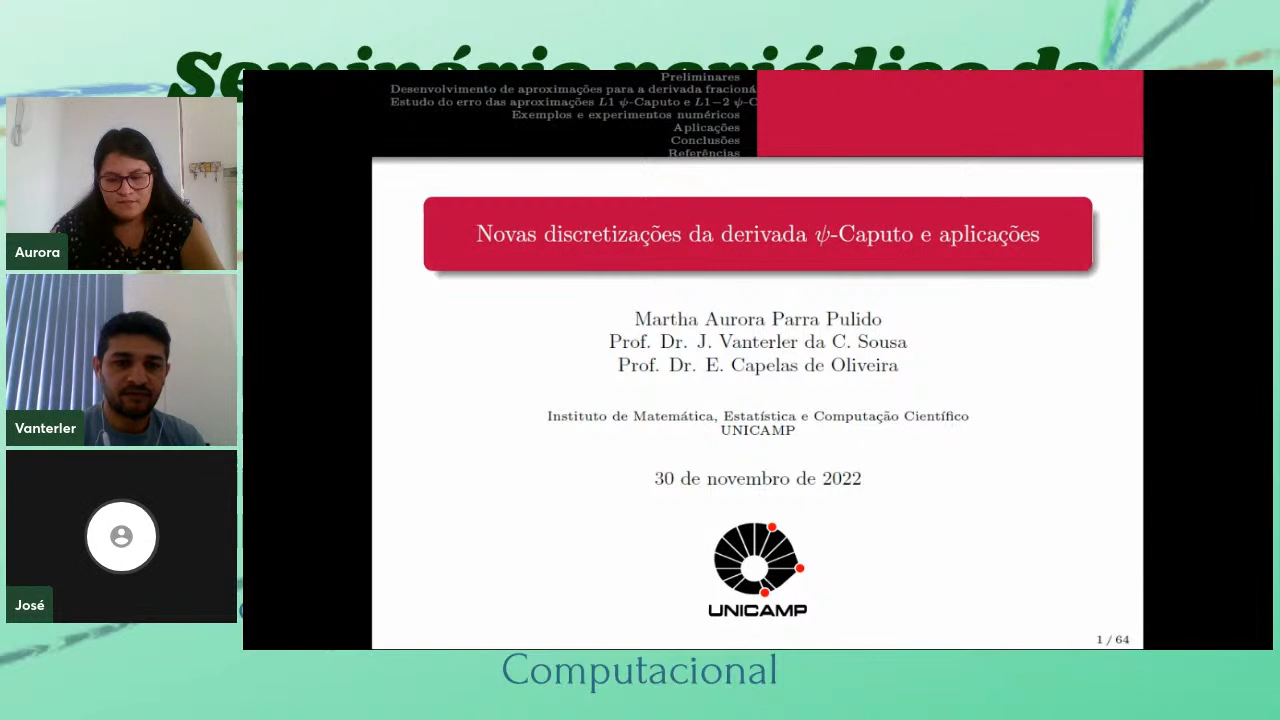 Seminário periódico de
Preliminares
Desenvolvimento de aproximações para a derivada fracioná
Estudo do erro das aproximações L1 ψ-Caputo e L1−2 ψ-C
Exemplos e experimentos numéricos
Aplicações
Conclusões
Referências
Aurora
Vanterler
José
Novas discretizações da derivada ψ-Caputo e aplicações
Martha Aurora Parra Pulido
Prof. Dr. J. Vanterler da C. Sousa
Prof. Dr. E. Capelas de Oliveira
Instituto de Matemática, Estatística e Computação Científico
UNICAMP
30 de novembro de 2022
UNICAMP
1 / 64
Computacional